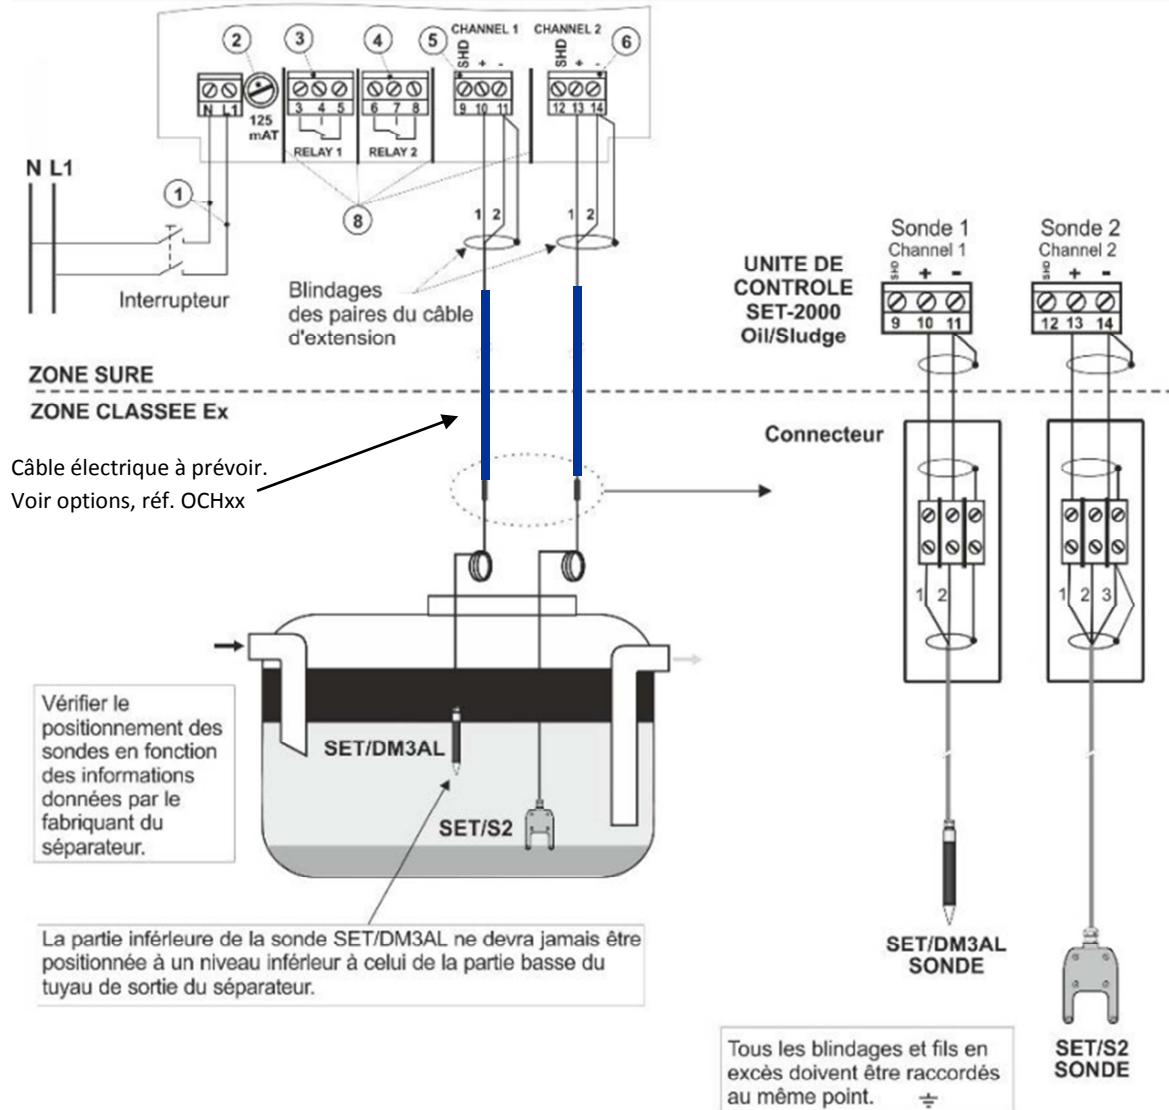 2 3 4 5 CHANNEL 1 CHANNEL 2 6
SHD + - SHD + -
N L1 3 4 5 6 7 8 9 10 11 12 13 14
125
mAT
RELAY 1 RELAY 2
N L1
1
8
1 2 1 2
Interrupteur
Blindages
des paires du câble
d'extension
ZONE SURE
ZONE CLASSEE Ex
Câble électrique à prévoir.
Voir options, réf. OCHxx
Vérifier le
positionnement des
sondes en fonction
des informations
données par le
fabriquant du
séparateur.
SET/DM3AL
SET/S2
La partie inférieure de la sonde SET/DM3AL ne devra jamais être
positionnée à un niveau inférieur à celui de la partie basse du
tuyau de sortie du séparateur.
Sonde 1 Sonde 2
Channel 1 Channel 2
SHD + - SHD + -
9 10 11 12 13 14
UNITE DE
CONTROLE
SET-2000
Oil/Sludge
Connecteur
1 2 1 2 3
SET/DM3AL
SONDE
SET/S2
SONDE
Tous les blindages et fils en
excès doivent être raccordés
au même point.